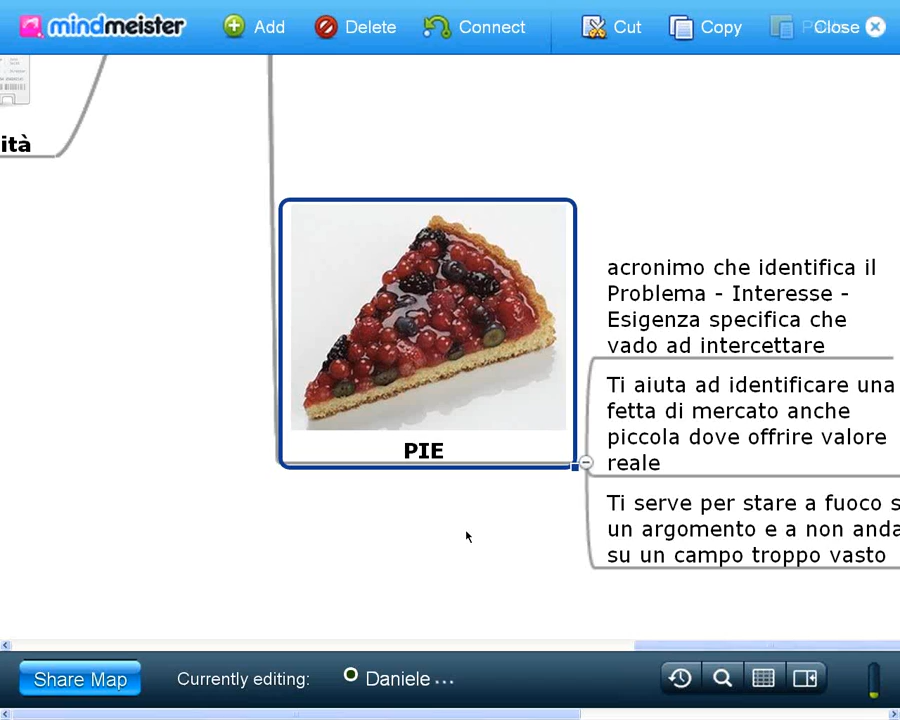 mindmeister
Add
Delete
Connect
Cut
Copy
Close
ità
acronimo che identifica il
Problema - Interesse -
Esigenza specifica che
vado ad intercettare
Ti aiuta ad identificare una
fetta di mercato anche
piccola dove offrire valore
reale
PIE
Ti serve per stare a fuoco s
un argomento e a non anda
su un campo troppo vasto
Share Map
Currently editing:
Daniele ...